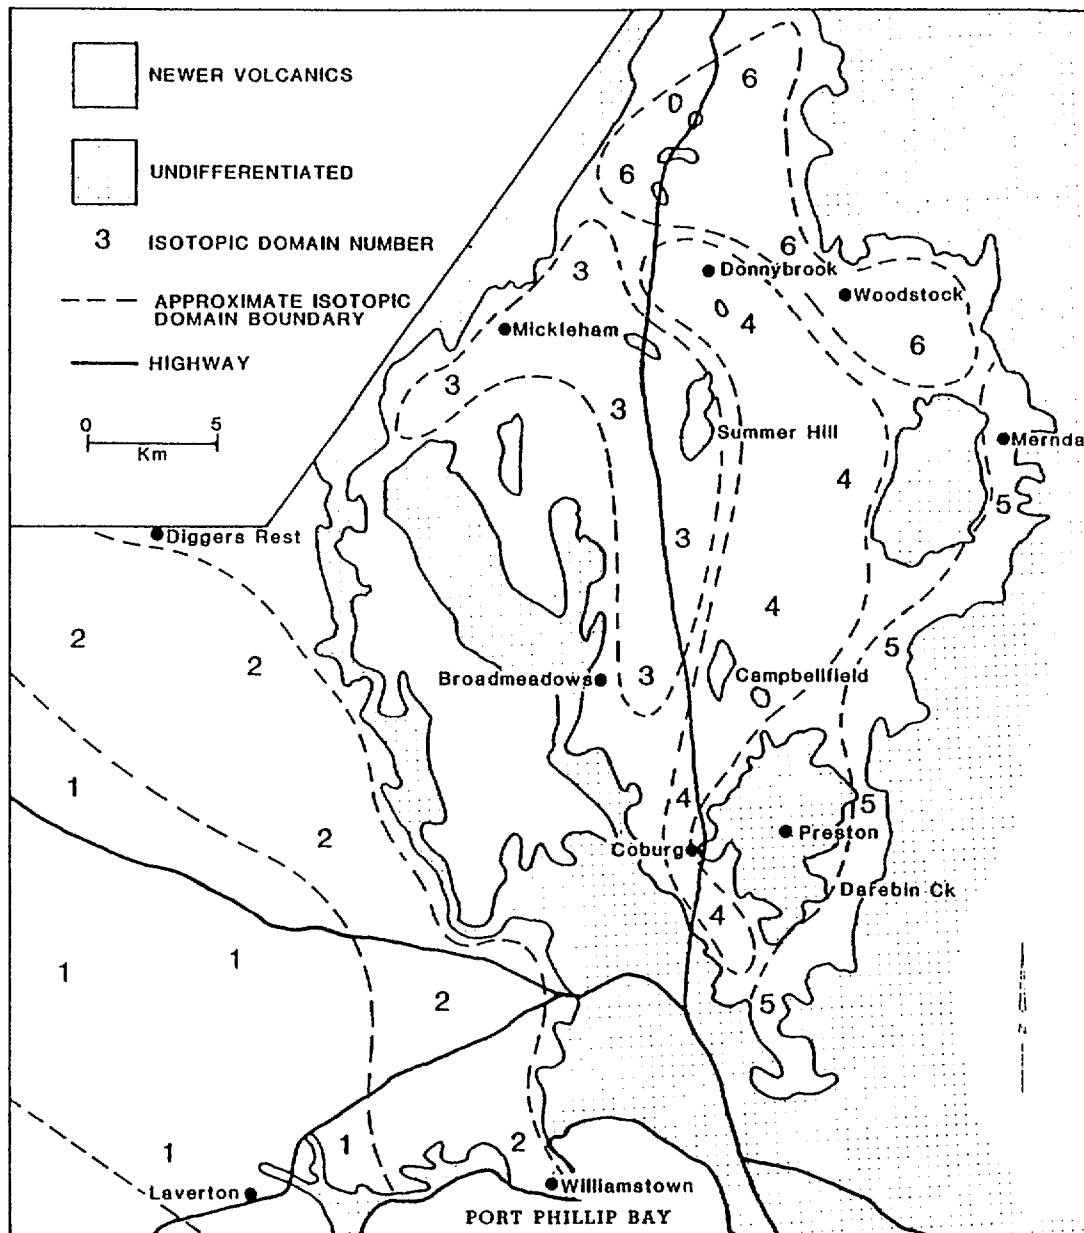 NEWER VOLCANICS
UNDIFFERENTIATED
3 ISOTOPIC DOMAIN NUMBER
APPROXIMATE ISOTOPIC
DOMAIN BOUNDARY
HIGHWAY
0 5
Km
6
6
6
Donnybrook
3
Woodstock
4
Mickleham
6
3
3
Summer Hill
Mernda
4
5
Diggers Rest
3
4
2
2
5
Broadmeadows
3
Campbellfield
1
4
5
2
Preston
Coburg
Darebin Ck
4
1
1
2
5
N
1
1
2
Laverton
Williamstown
PORT PHILLIP BAY